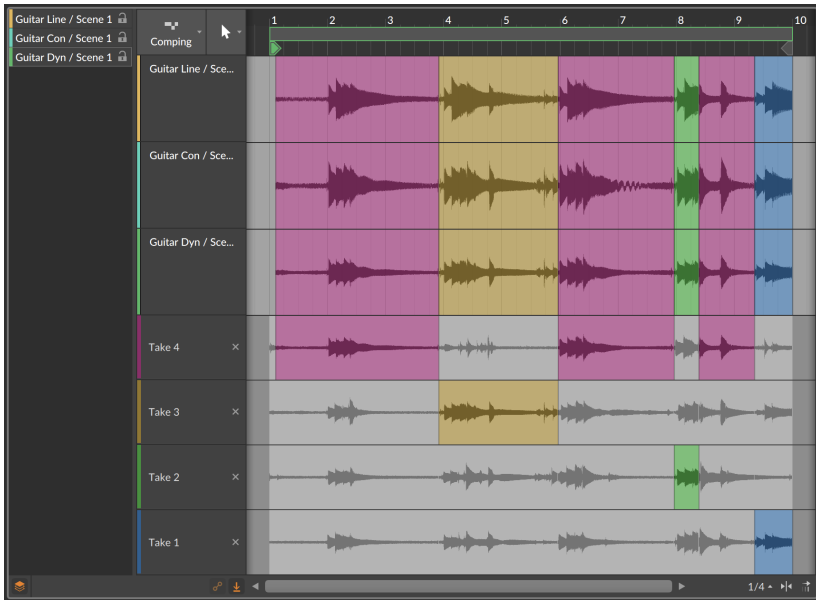 Guitar Line / Scene 1
Guitar Con / Scene 1
Guitar Dyn / Scene 1
Comping
1 2 3 4 5 6 7 8 9 10
Guitar Line / Sce...
Guitar Con / Sce...
Guitar Dyn / Sce...
Take 4 ×
Take 3 ×
Take 2 ×
Take 1 ×
1/4